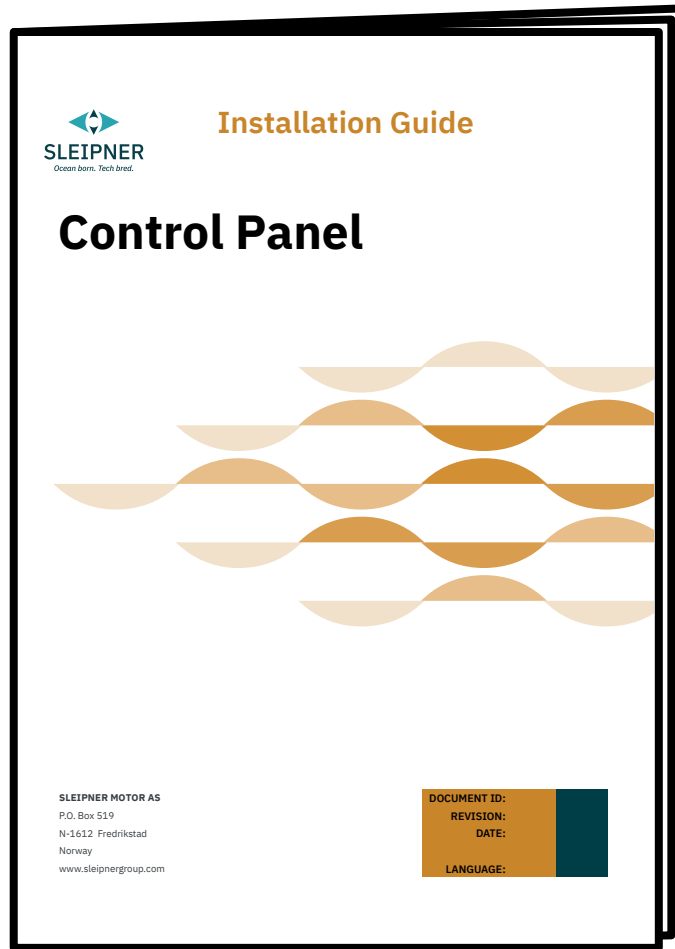 Installation Guide
SLEIPNER
Ocean born. Tech bred.
Control Panel
SLEIPNER MOTOR AS
P.O. Box 519
N-1612 Fredrikstad
Norway
www.sleipnergroup.com
DOCUMENT ID:
REVISION:
DATE:
LANGUAGE: